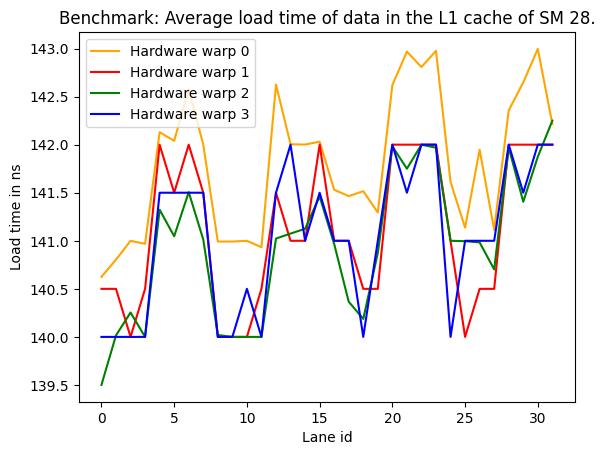 Benchmark: Average load time of data in the L1 cache of SM 28.
Hardware warp 0
Hardware warp 1
Hardware warp 2
Hardware warp 3
143.0
142.5
142.0
141.5
141.0
140.5
140.0
139.5
Load time in ns
0 5 10 15 20 25 30
Lane id